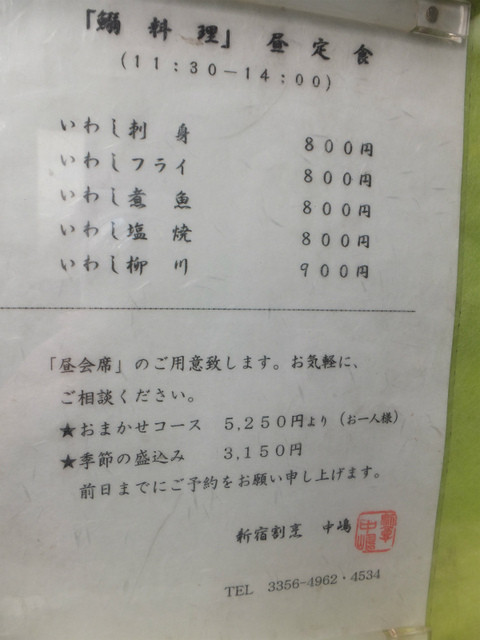 「鰯料理」昼定食
(11:30－14:00)
いわし刺身 800円
いわしフライ 800円
いわし煮魚 800円
いわし塩焼 800円
いわし柳川 900円
「昼会席」のご用意致します。お気軽に、
ご相談ください。
★おまかせコース 5,250円より（お一人様）
★季節の盛込み 3,150円
前日までにご予約をお願い申し上げます。
新宿割烹 中嶋
TEL 3356-4962・4534